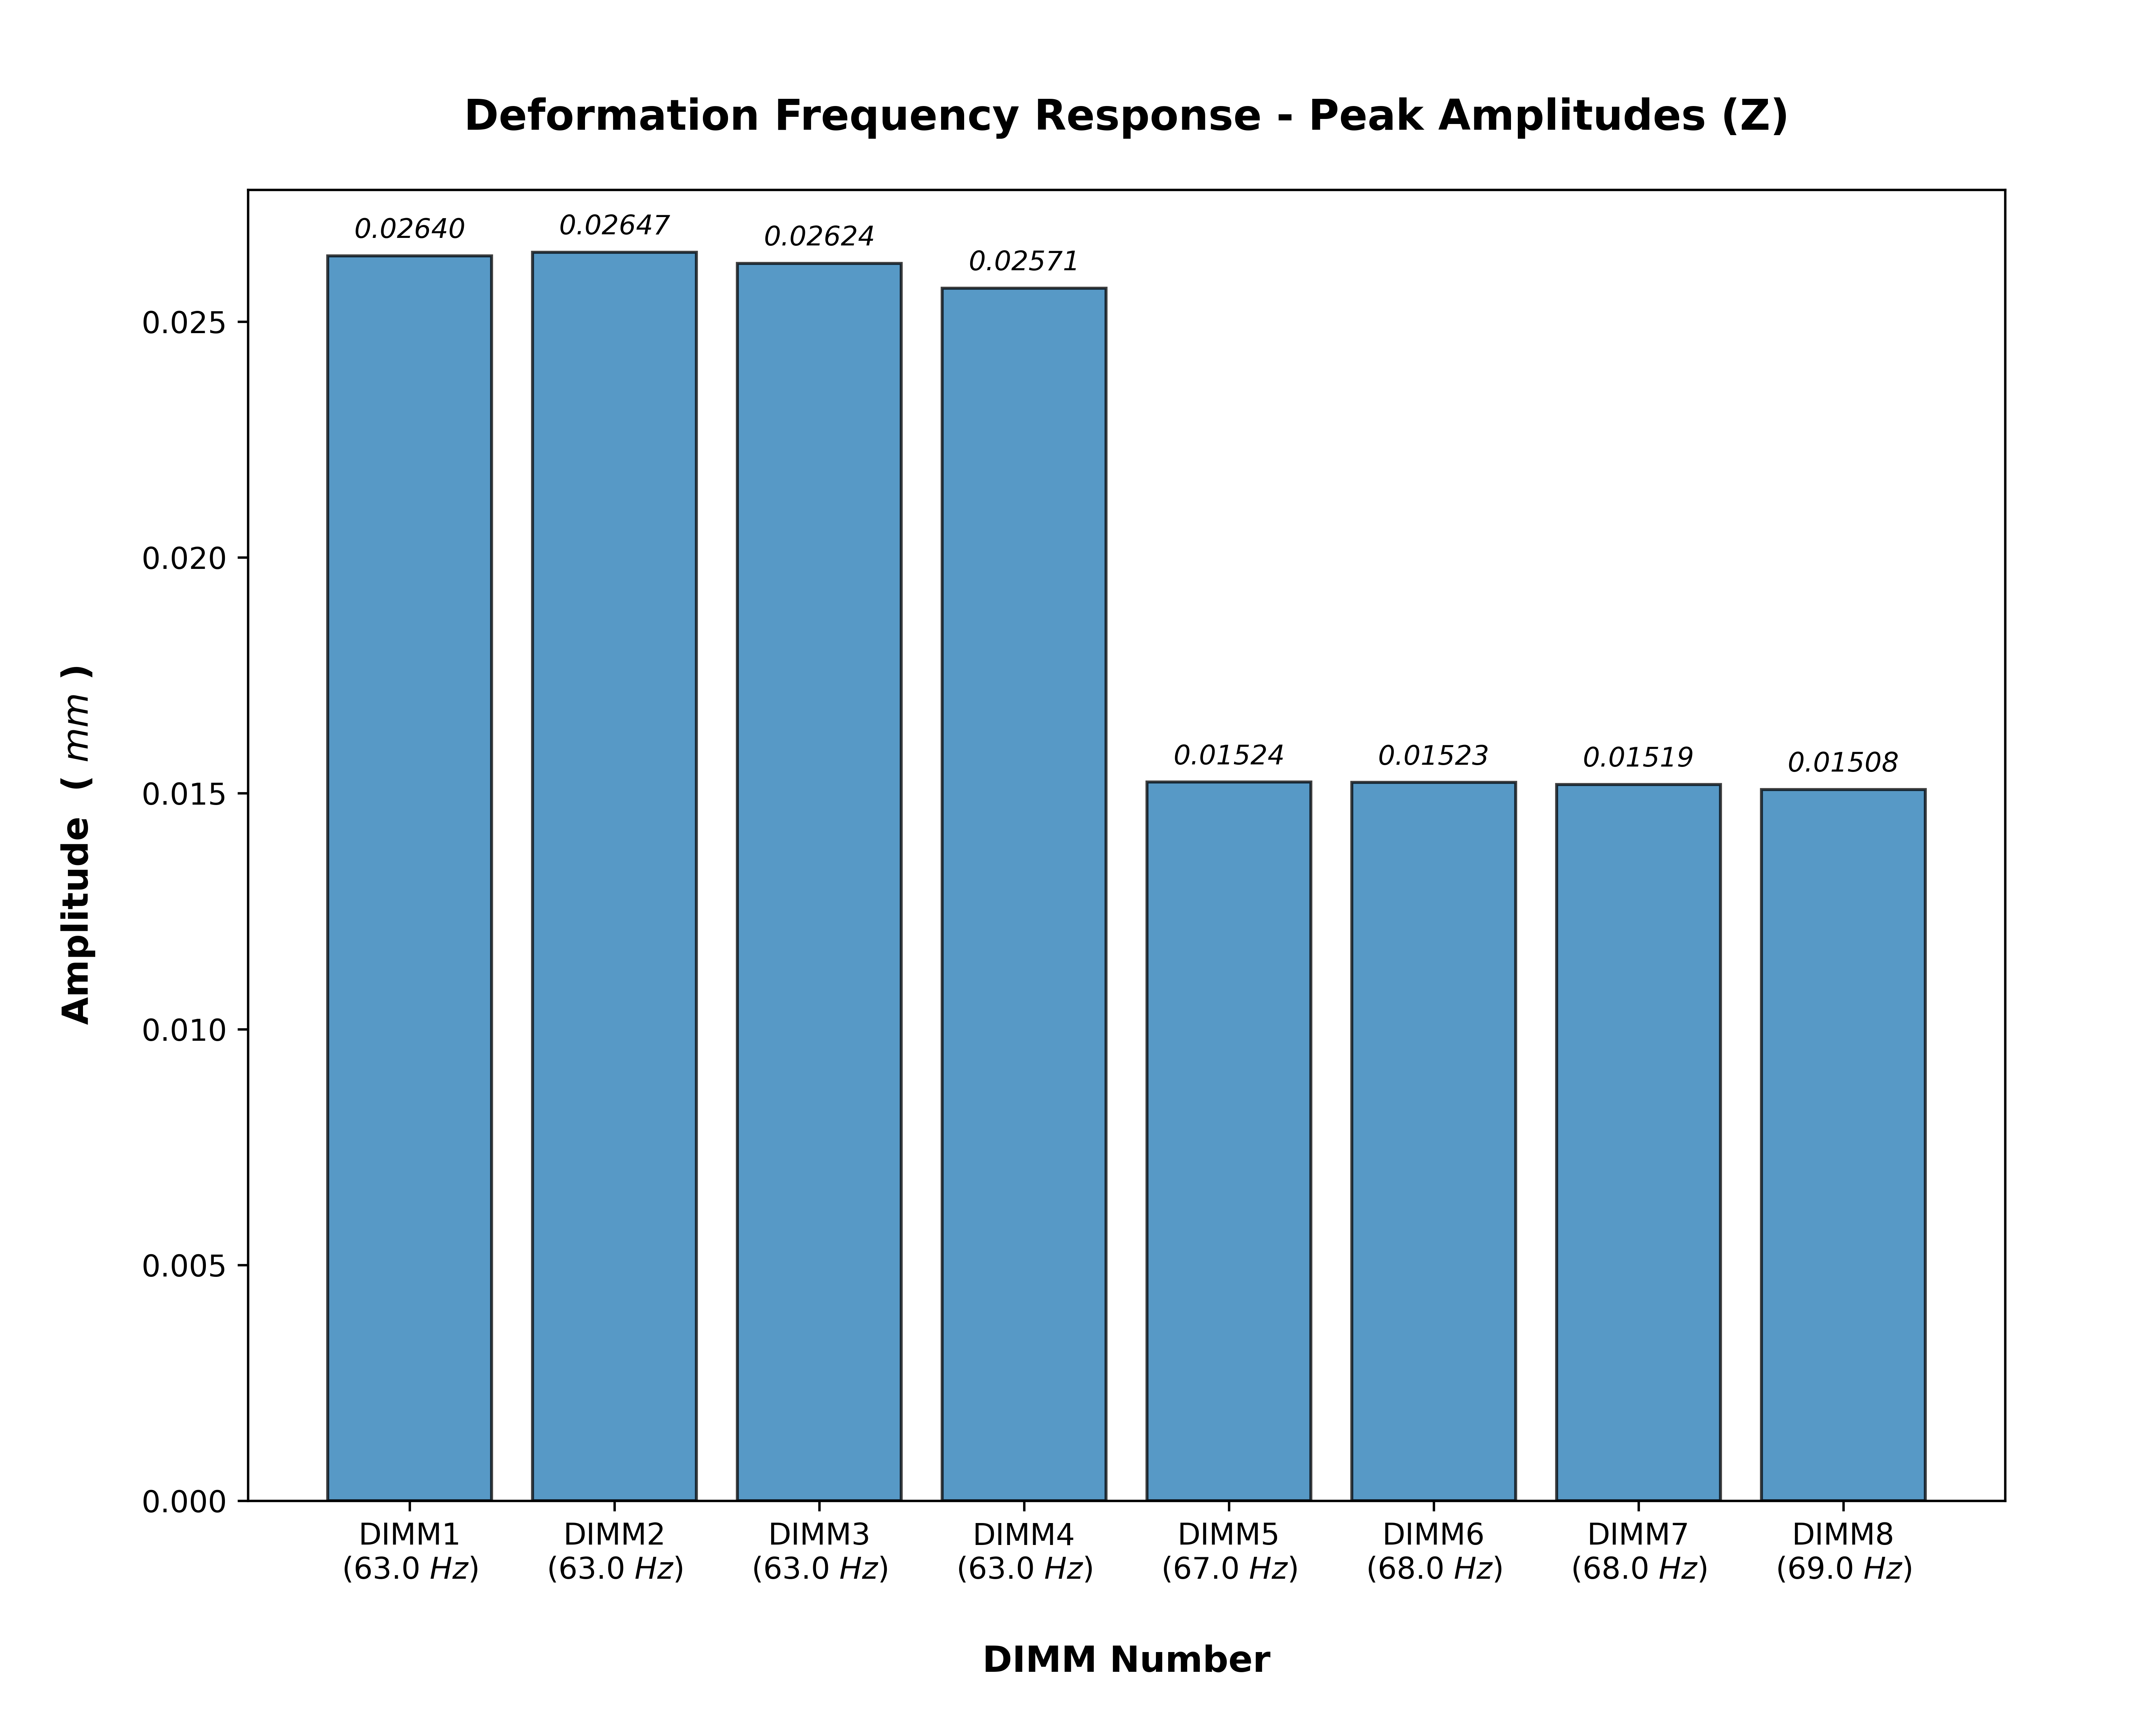 Deformation Frequency Response - Peak Amplitudes (Z)
0.02640
0.02647
0.02624
0.02571
0.01524
0.01523
0.01519
0.01508
0.025
0.020
0.015
0.010
0.005
0.000
Amplitude ( mm )
DIMM1
(63.0 Hz)
DIMM2
(63.0 Hz)
DIMM3
(63.0 Hz)
DIMM4
(63.0 Hz)
DIMM5
(67.0 Hz)
DIMM6
(68.0 Hz)
DIMM7
(68.0 Hz)
DIMM8
(69.0 Hz)
DIMM Number